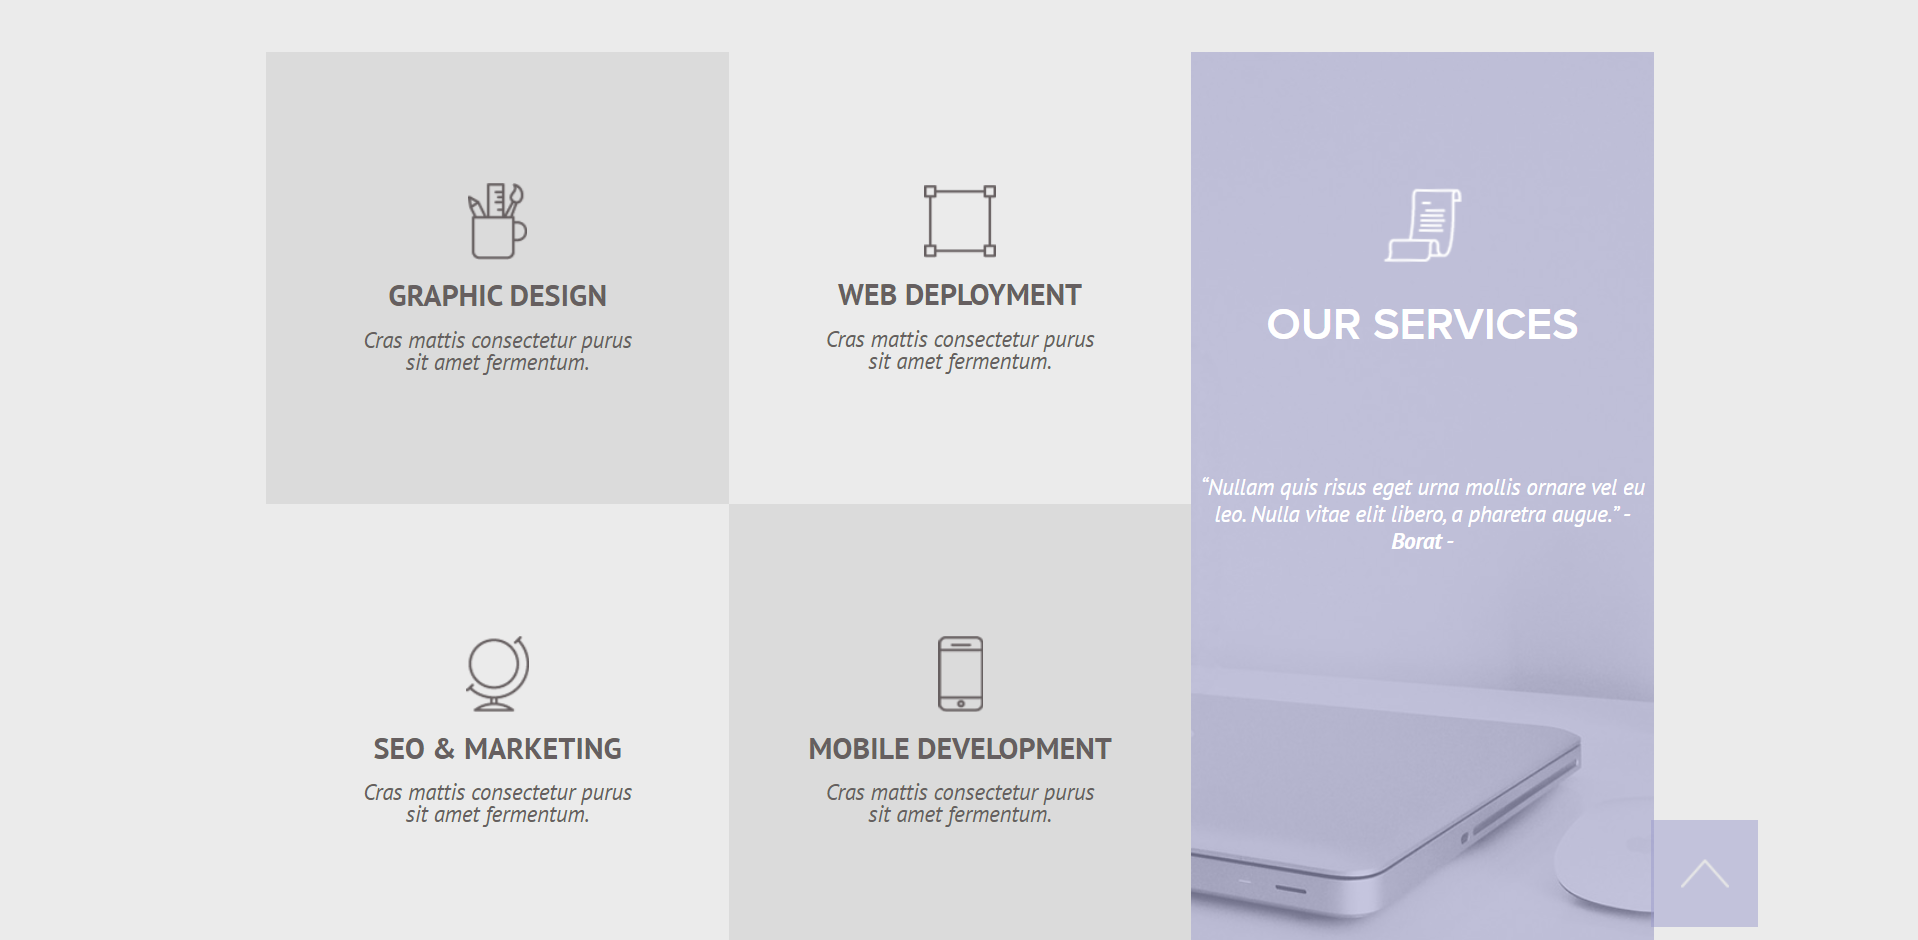 GRAPHIC DESIGN
Cras mattis consectetur purus
sit amet fermentum.
WEB DEPLOYMENT
Cras mattis consectetur purus
sit amet fermentum.
OUR SERVICES
“Nullam quis risus eget urna mollis ornare vel eu
leo. Nulla vitae elit libero, a pharetra augue.” -
Borat -
SEO & MARKETING
Cras mattis consectetur purus
sit amet fermentum.
MOBILE DEVELOPMENT
Cras mattis consectetur purus
sit amet fermentum.